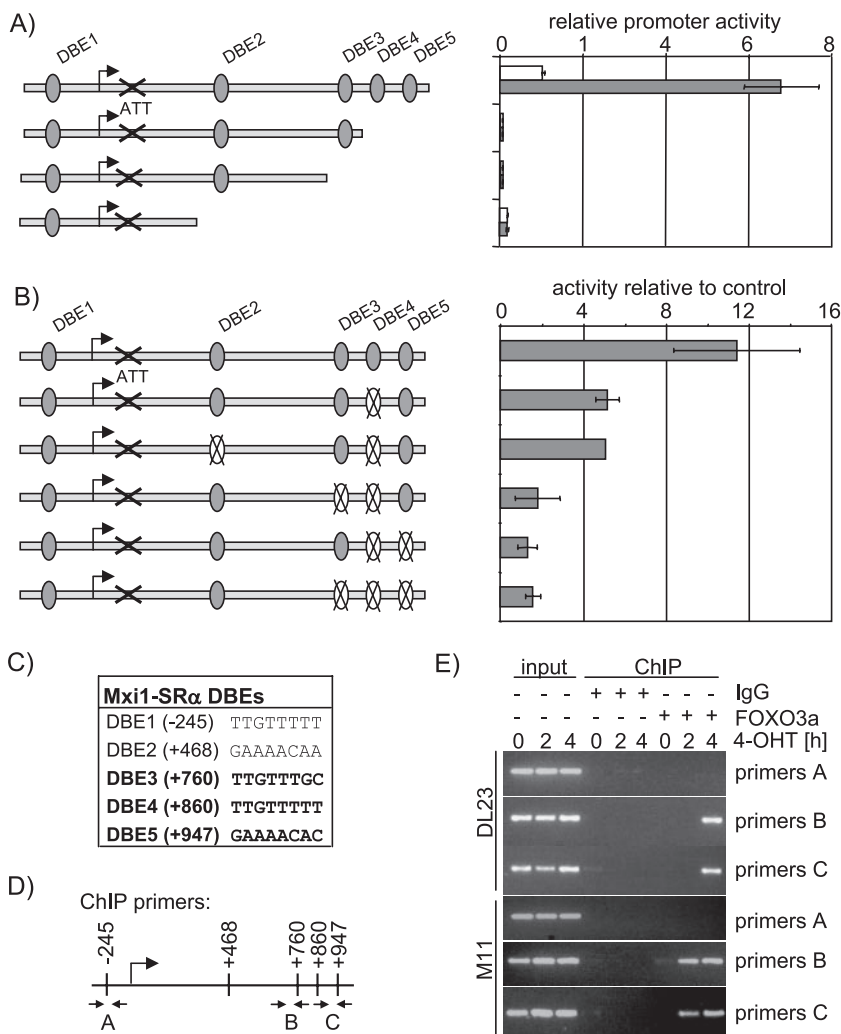 A)
DBE1
DBE2
DBE3
DBE4
DBE5
ATT
relative promoter activity
0 1 6 8
B)
DBE1
DBE2
DBE3
DBE4
DBE5
ATT
activity relative to control
0 4 8 12 16
C)
Mxi1-SRα DBEs
DBE1 (-245) TTGTTTTT
DBE2 (+468) GAAAACAA
DBE3 (+760) TTGTTTGC
DBE4 (+860) TTGTTTTT
DBE5 (+947) GAAAACAC
D)
ChIP primers:
-245
+468
+760
+860
+947
A B C
E)
input ChIP
- - - + + + - - - IgG
- - - - - - + + + FOXO3a
0 2 4 0 2 4 0 2 4 4-OHT [h]
DL23
primers A
primers B
primers C
M11
primers A
primers B
primers C